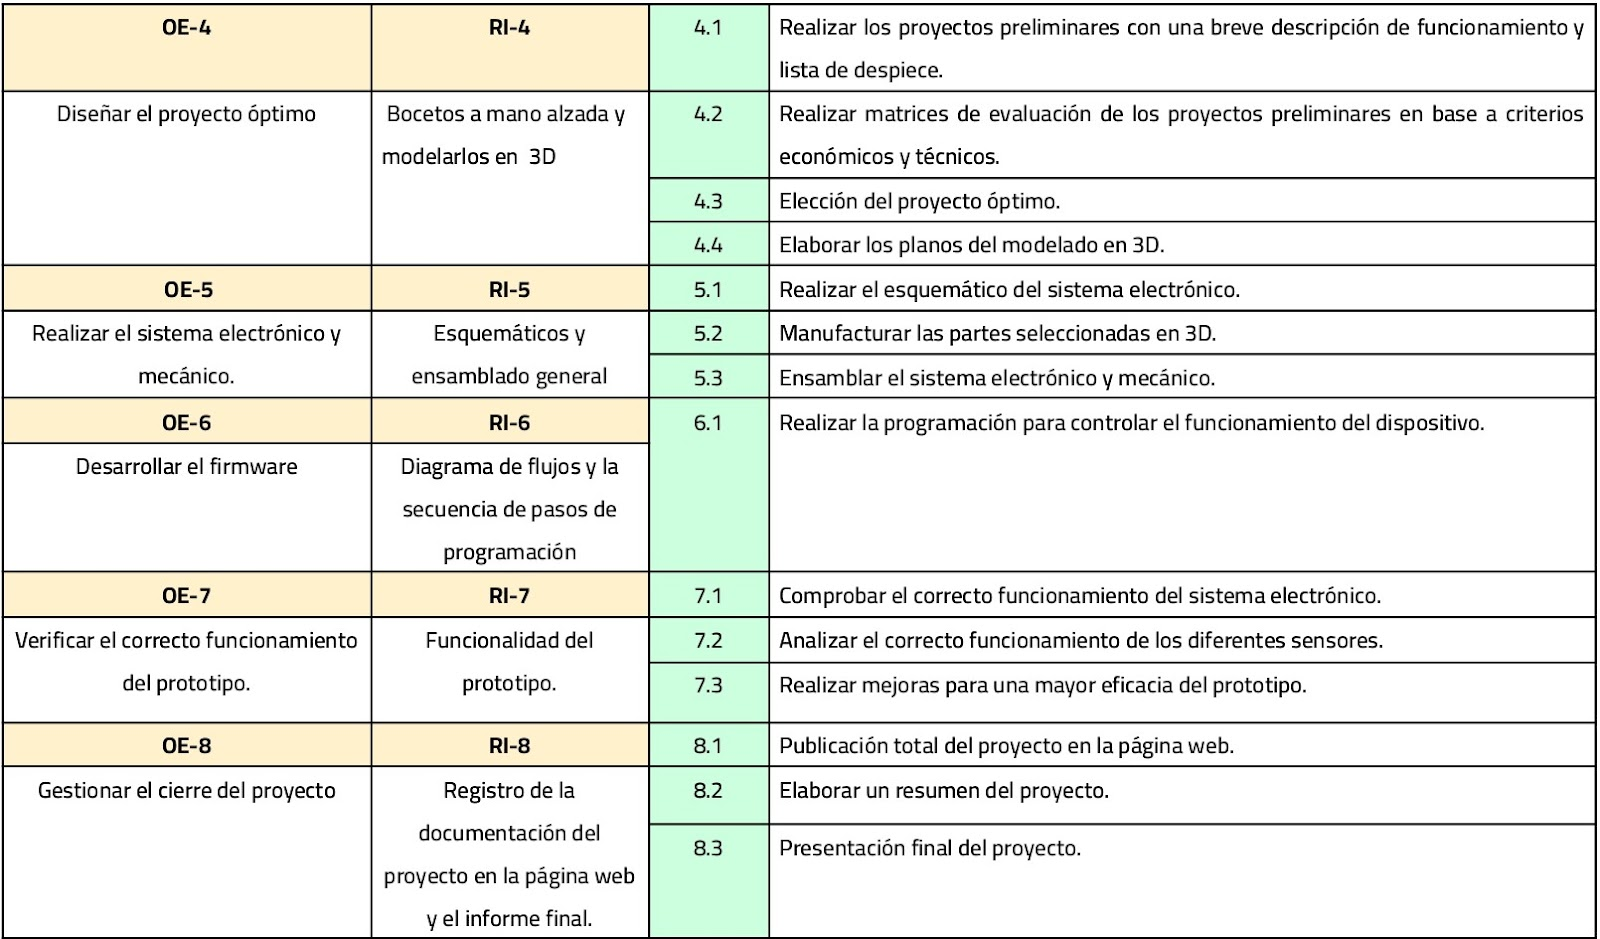 OE-4
RI-4
4.1
Realizar los proyectos preliminares con una breve descripción de funcionamiento y
lista de despiece.
Diseñar el proyecto óptimo
Bocetos a mano alzada y
modelarlos en 3D
4.2
Realizar matrices de evaluación de los proyectos preliminares en base a criterios
económicos y técnicos.
4.3
Elección del proyecto óptimo.
4.4
Elaborar los planos del modelado en 3D.
OE-5
RI-5
5.1
Realizar el esquemático del sistema electrónico.
Realizar el sistema electrónico y
mecánico.
Esquemáticos y
ensamblado general
5.2
Manufacturar las partes seleccionadas en 3D.
5.3
Ensamblar el sistema electrónico y mecánico.
OE-6
RI-6
6.1
Realizar la programación para controlar el funcionamiento del dispositivo.
Desarrollar el firmware
Diagrama de flujos y la
secuencia de pasos de
programación
OE-7
RI-7
7.1
Comprobar el correcto funcionamiento del sistema electrónico.
Verificar el correcto funcionamiento
del prototipo.
Funcionalidad del
prototipo.
7.2
Analizar el correcto funcionamiento de los diferentes sensores.
7.3
Realizar mejoras para una mayor eficacia del prototipo.
OE-8
RI-8
8.1
Publicación total del proyecto en la página web.
Gestionar el cierre del proyecto
Registro de la
documentación del
proyecto en la página web
y el informe final.
8.2
Elaborar un resumen del proyecto.
8.3
Presentación final del proyecto.